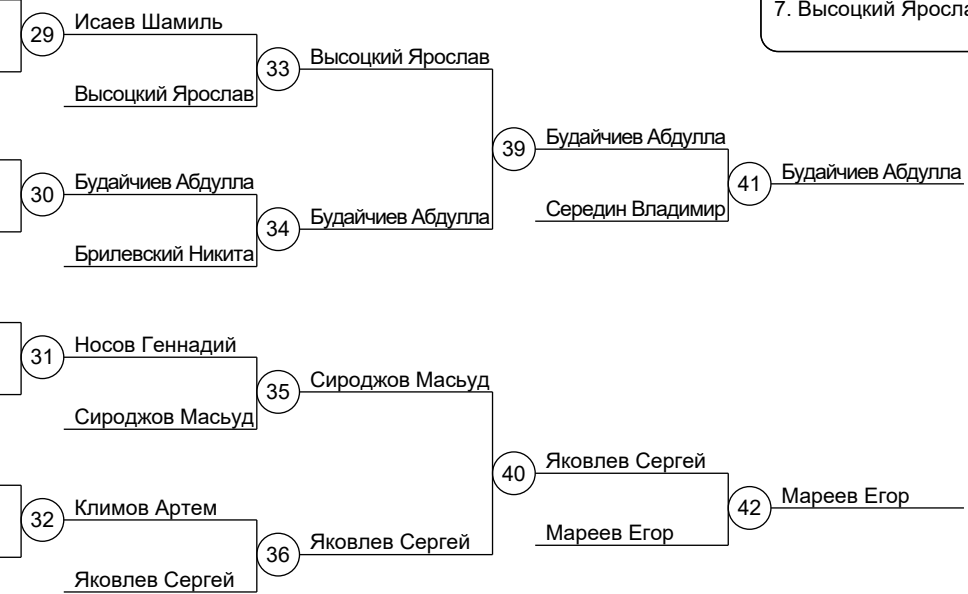 7. Высоцкий
29
Исаев Шамиль
Высоцкий Ярослав
33
Высоцкий Ярослав
30
Будайчиев Абдулла
Брилевский Никита
34
Будайчиев Абдулла
39
Будайчиев Абдулла
Середин Владимир
41
Будайчиев Абдулла
31
Носов Геннадий
Сироджов Масьуд
35
Сироджов Масьуд
32
Климов Артем
Яковлев Сергей
36
Яковлев Сергей
40
Яковлев Сергей
Мареев Егор
42
Мареев Егор